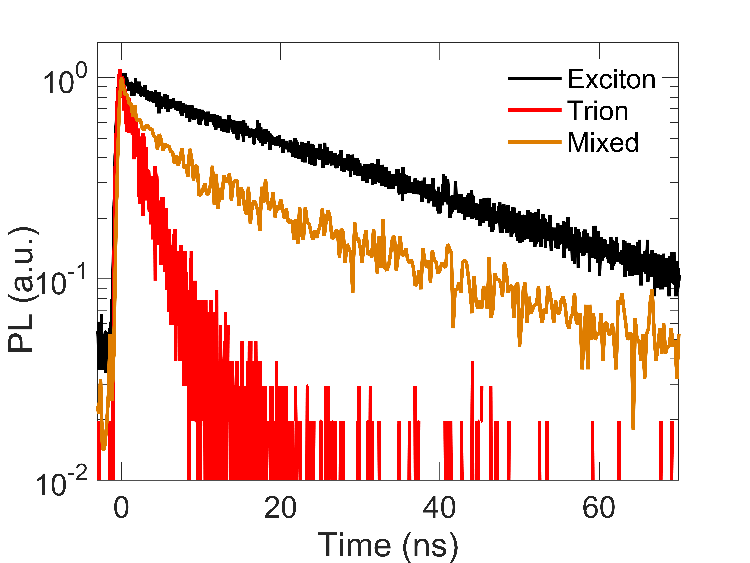 10^0
10^-1
10^-2
PL (a.u.)
Exciton
Trion
Mixed
0 20 40 60
Time (ns)